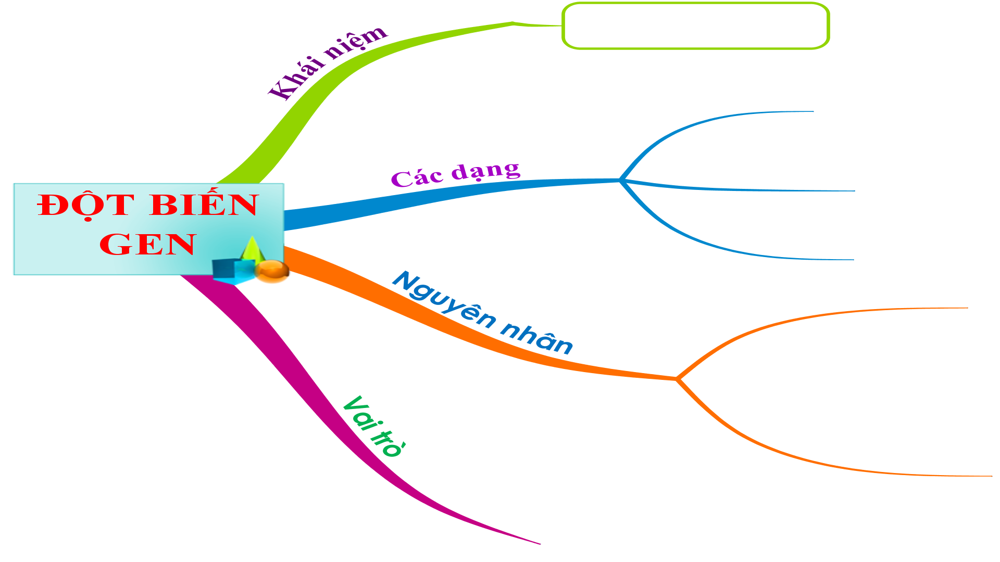 Khái niệm
Các dạng
ĐỘT BIẾN
GEN
Nguyên nhân
Vai trò